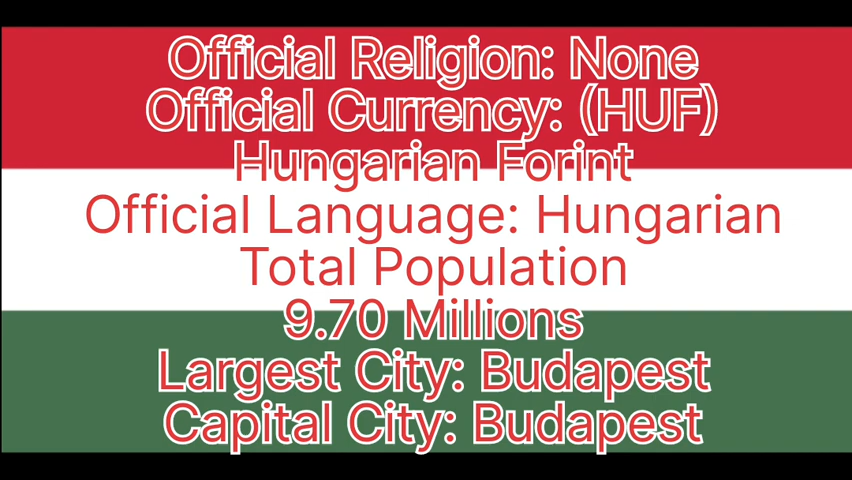 Official Religion: None
Official Currency: (HUF)
Hungarian Forint
Official Language: Hungarian
Total Population
9.70 Millions
Largest City: Budapest
Capital City: Budapest